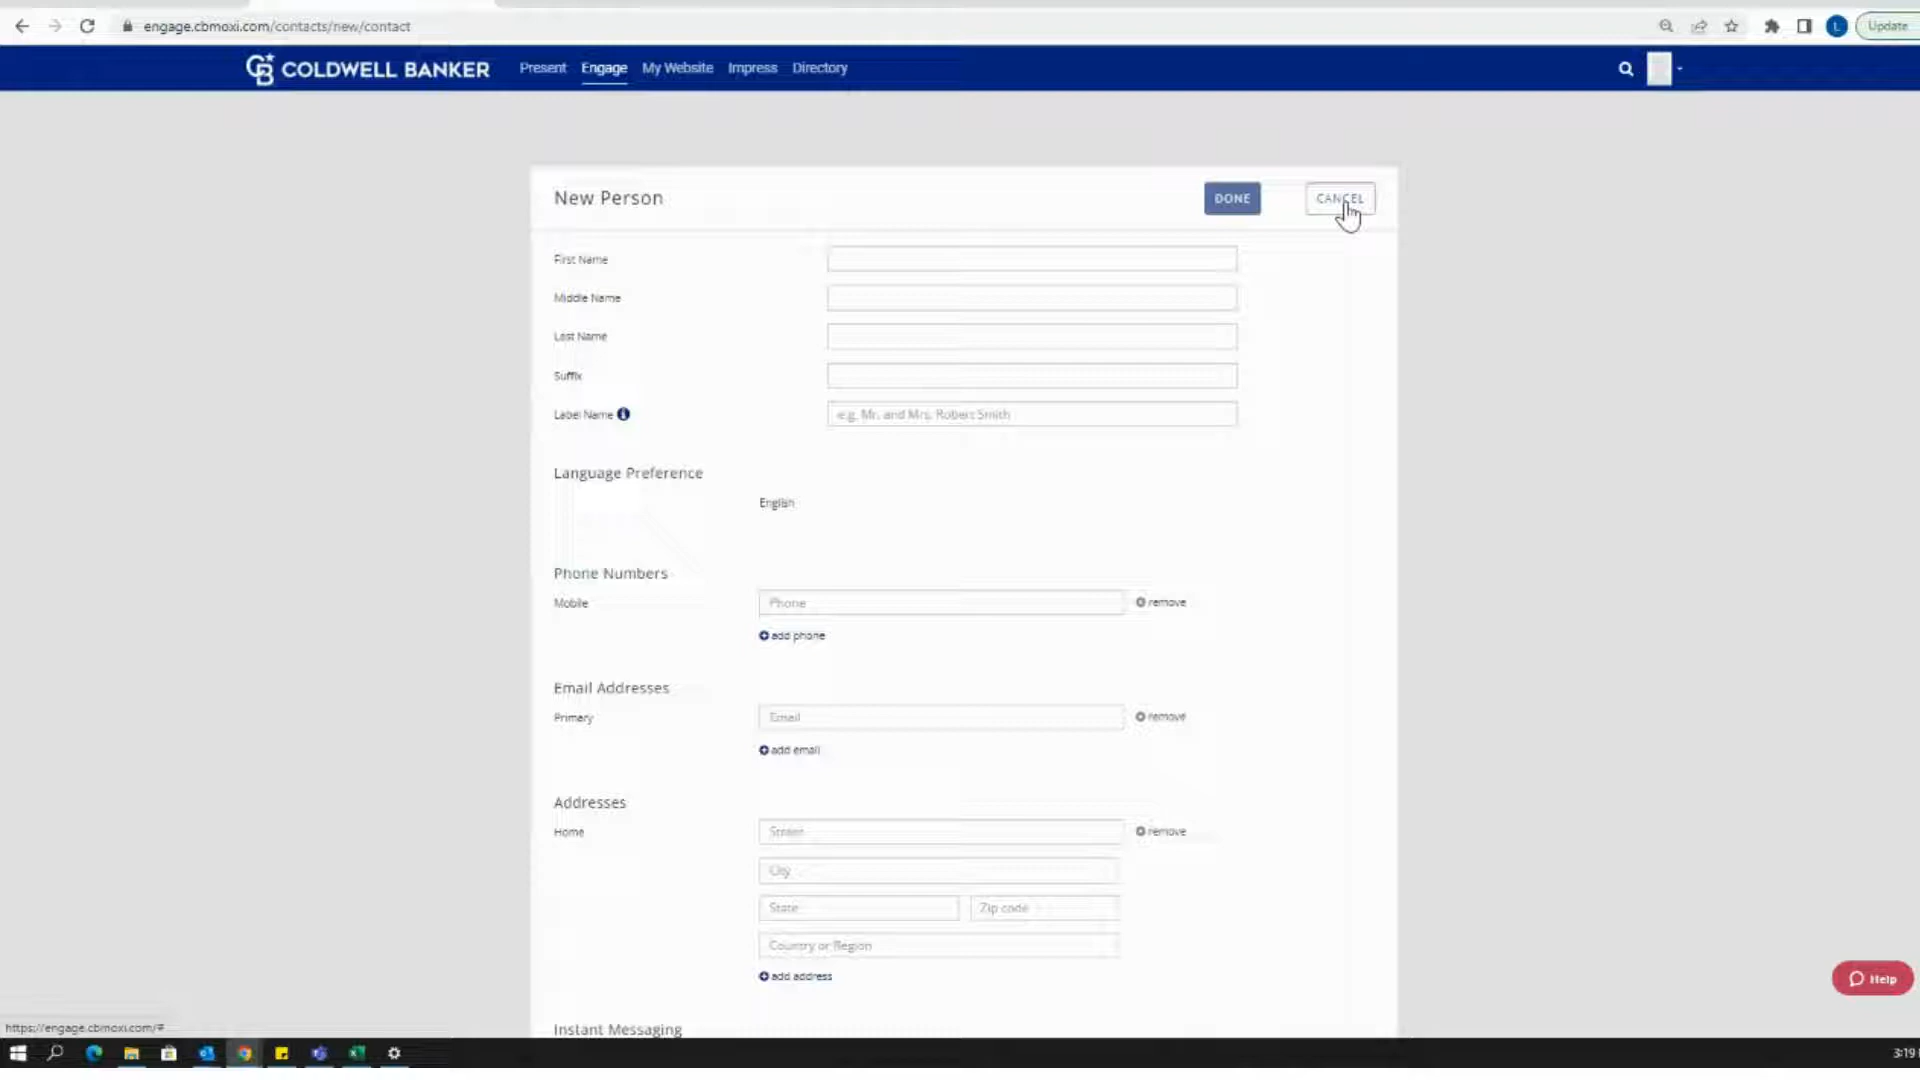 engage.cbmoxi.com/contacts/new/contact
Update
COLDWELL BANKER Present Engage My Website Impress Directory
New Person
DONE
CANCEL
First Name
Middle Name
Last Name
Suffix
Label Name
e.g. Mr. and Mrs. Robert Smith
Language Preference
English
Phone Numbers
Mobile
Phone
remove
add phone
Email Addresses
Primary
Email
remove
add email
Addresses
Home
Street
remove
City
State
Zip code
Country or Region
add address
Help
https://engage.cbmoxi.com/#
Instant Messaging
3:19